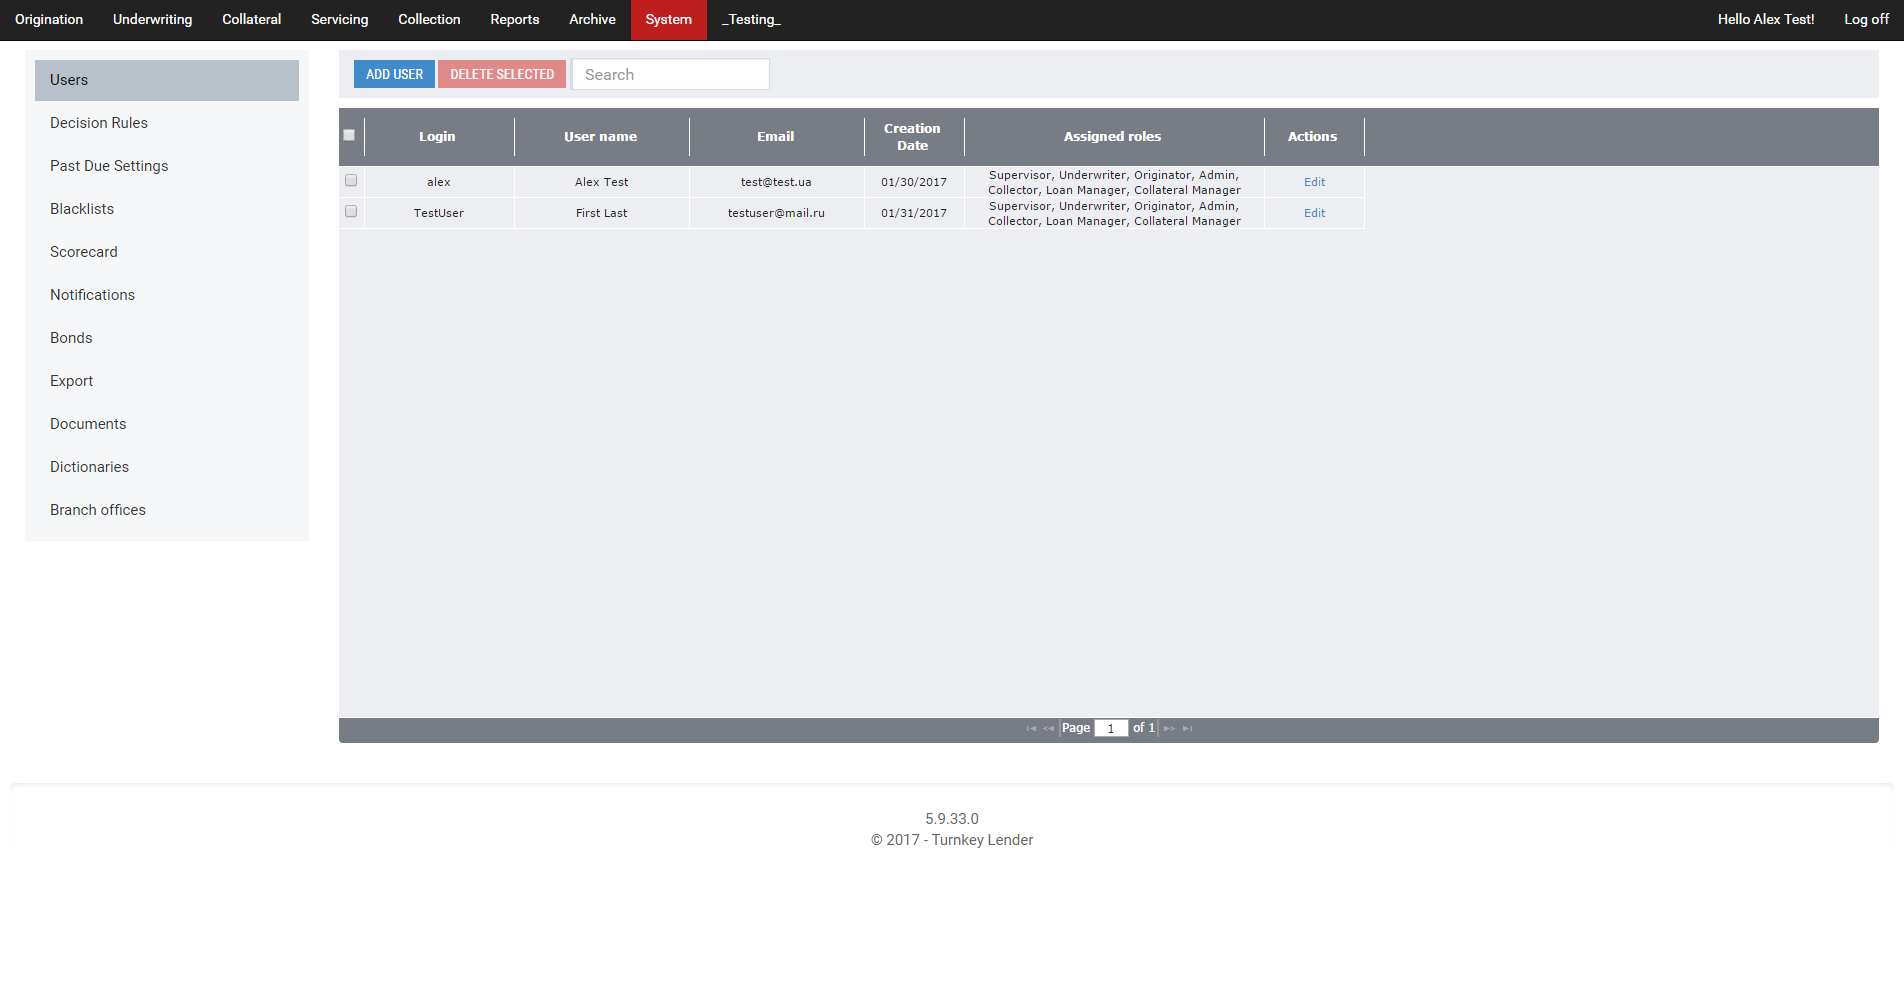 Origination Underwriting Collateral Servicing Collection Reports Archive System _Testing_ Hello Alex Test! Log off
Users
Decision Rules
Past Due Settings
Blacklists
Scorecard
Notifications
Bonds
Export
Documents
Dictionaries
Branch offices
ADD USER DELETE SELECTED Search
Login User name Email Creation Date Assigned roles Actions
alex Alex Test test@test.ua 01/30/2017 Supervisor, Underwriter, Originator, Admin,
Collector, Loan Manager, Collateral Manager Edit
TestUser First Last testuser@mail.ru 01/31/2017 Supervisor, Underwriter, Originator, Admin,
Collector, Loan Manager, Collateral Manager Edit
Page 1 of 1
5.9.33.0
© 2017 - Turnkey Lender